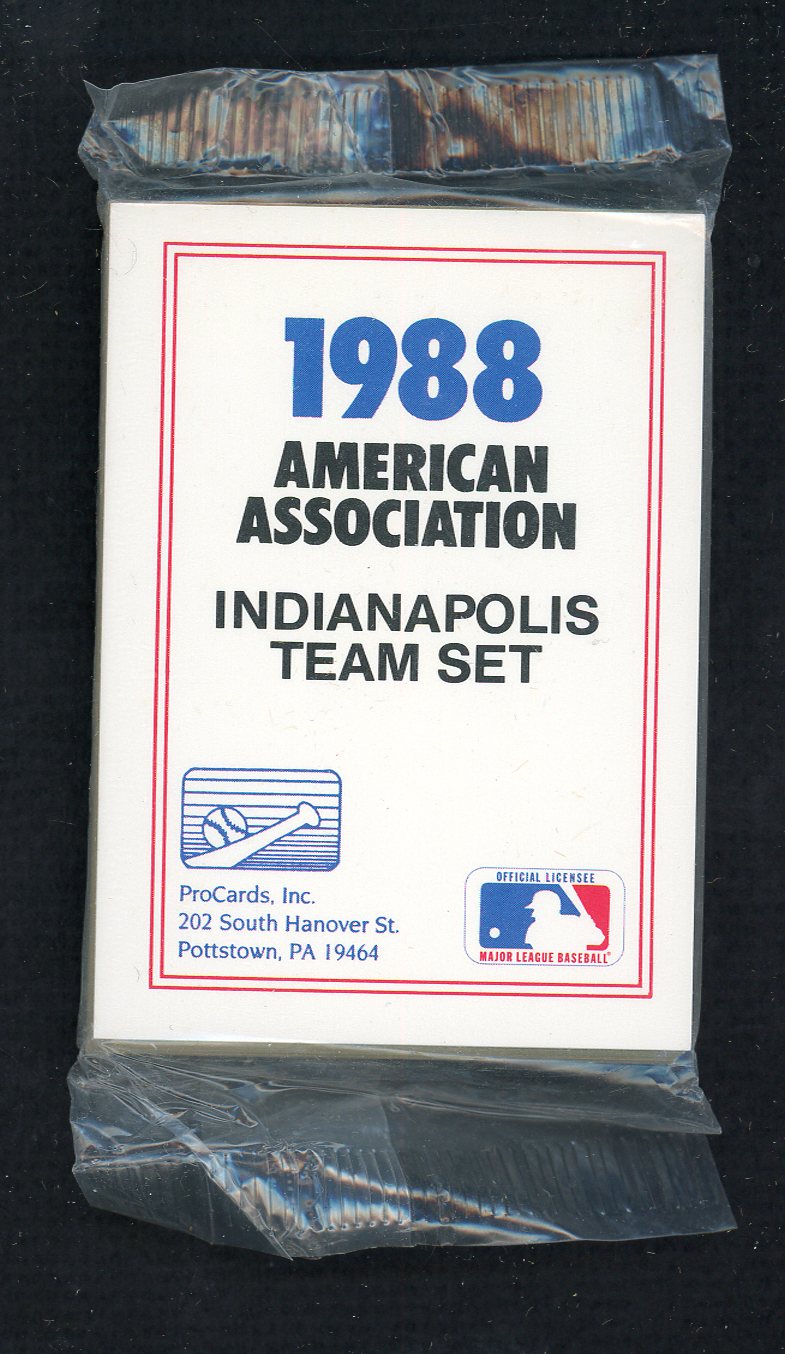 1988
AMERICAN
ASSOCIATION
INDIANAPOLIS
TEAM SET
ProCards, Inc.
202 South Hanover St.
Pottstown, PA 19464
OFFICIAL LICENSEE
MAJOR LEAGUE BASEBALL®